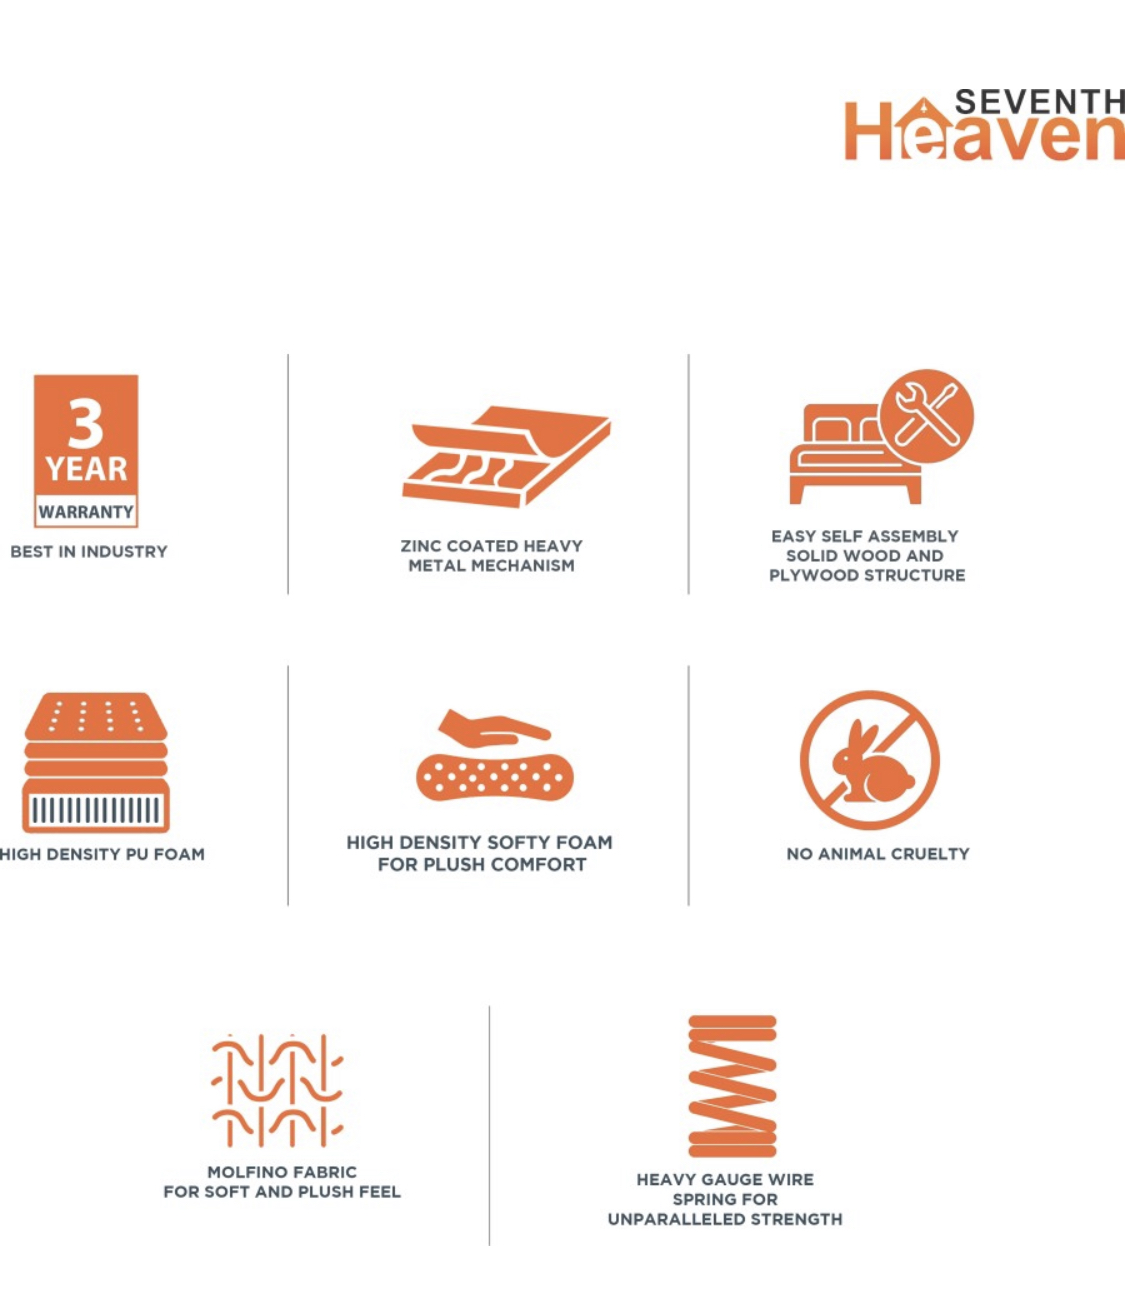 SEVENTH
Heaven
3
YEAR
WARRANTY
BEST IN INDUSTRY
ZINC COATED HEAVY
METAL MECHANISM
EASY SELF ASSEMBLY
SOLID WOOD AND
PLYWOOD STRUCTURE
HIGH DENSITY PU FOAM
HIGH DENSITY SOFTY FOAM
FOR PLUSH COMFORT
NO ANIMAL CRUELTY
MOLFINO FABRIC
FOR SOFT AND PLUSH FEEL
HEAVY GAUGE WIRE
SPRING FOR
UNPARALLELED STRENGTH